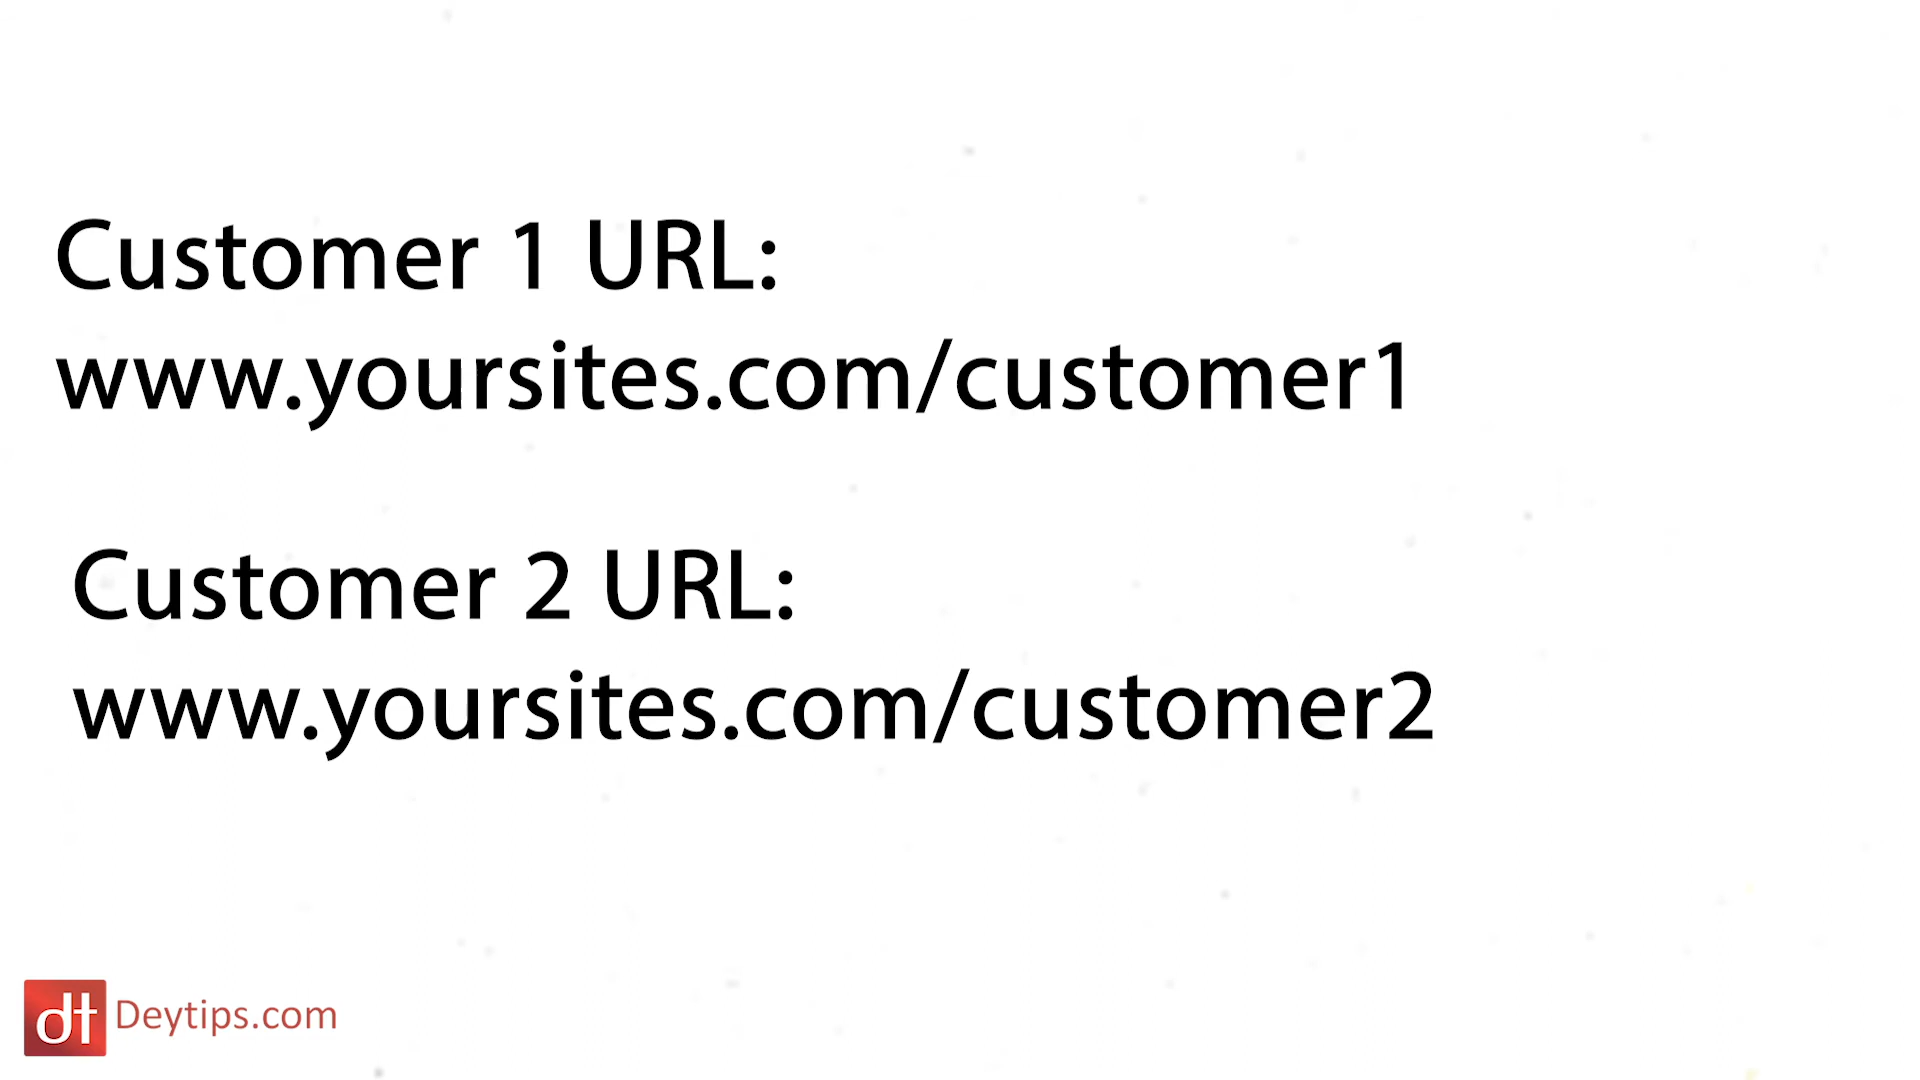 Customer 1 URL:
www.yoursites.com/customer1
Customer 2 URL:
www.yoursites.com/customer2
dt Deytips.com